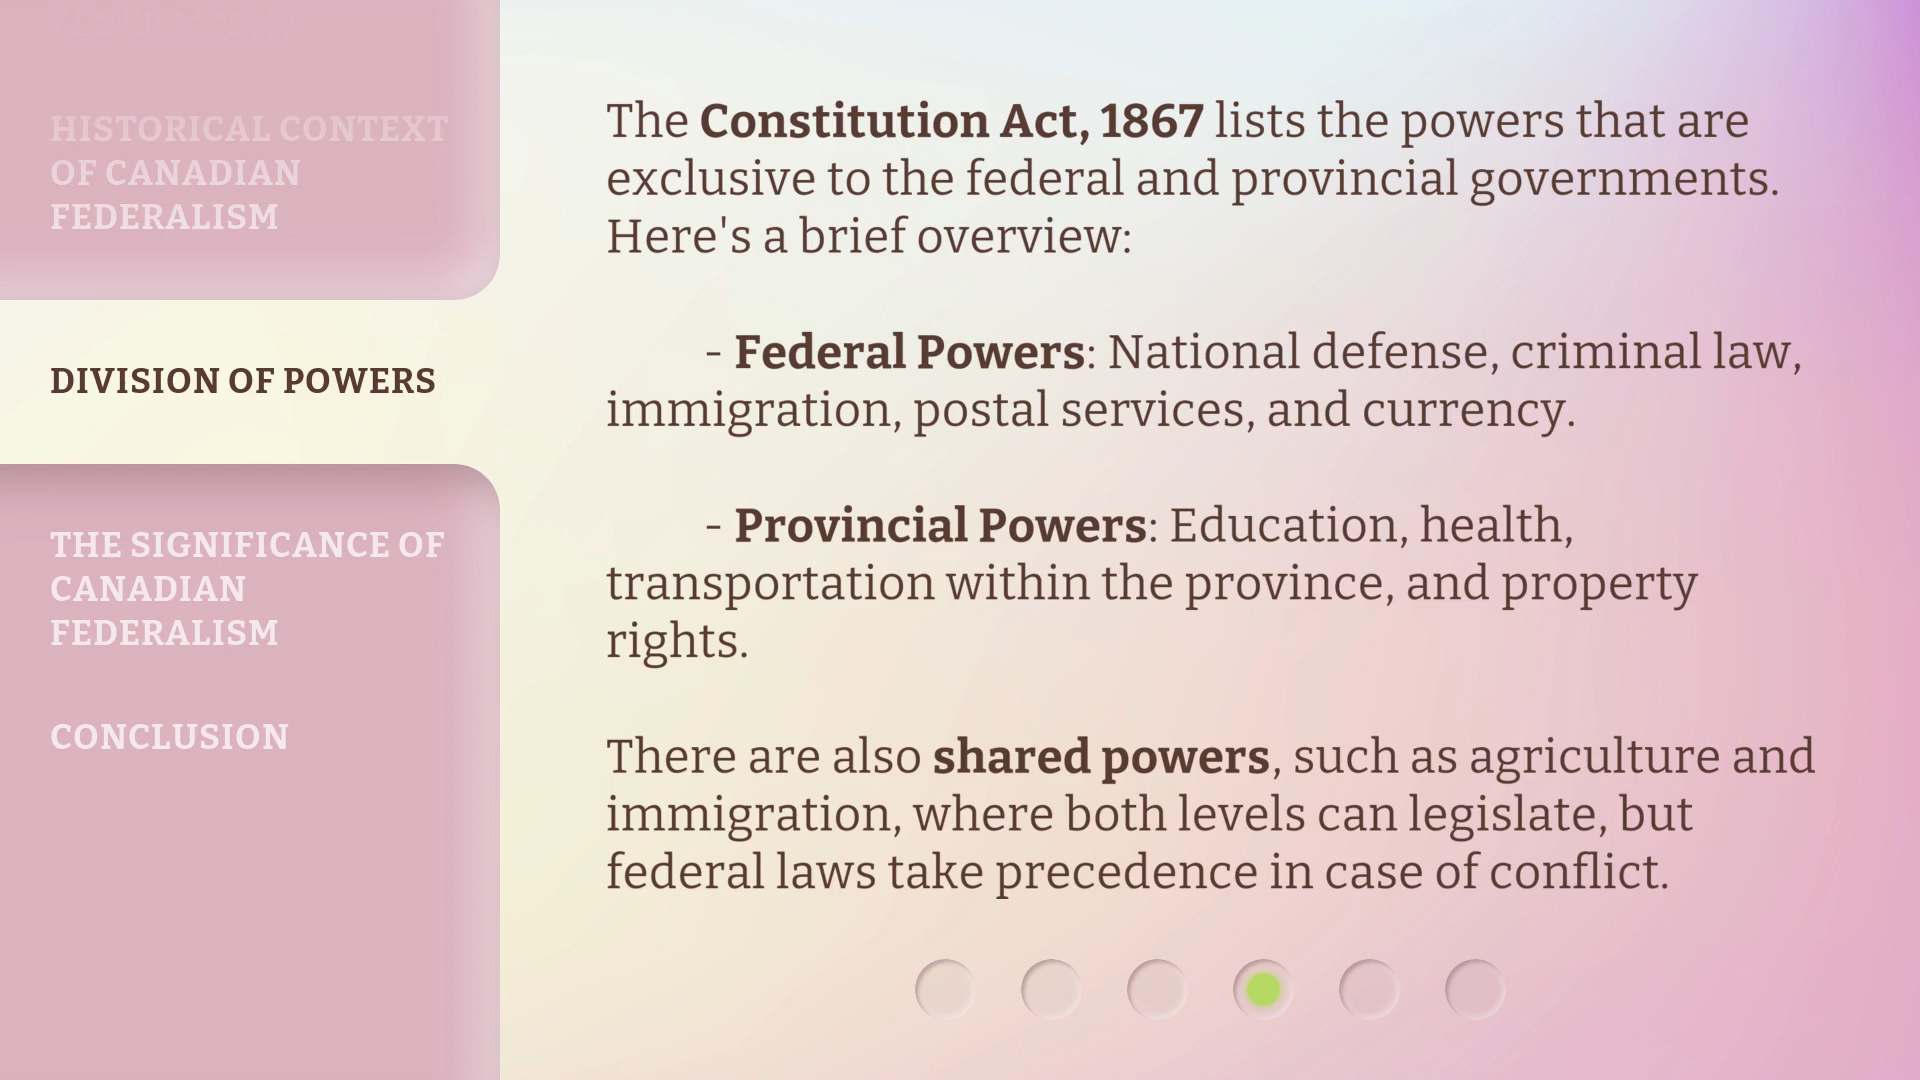 HISTORICAL CONTEXT
OF CANADIAN
FEDERALISM
DIVISION OF POWERS
THE SIGNIFICANCE OF
CANADIAN
FEDERALISM
CONCLUSION
The Constitution Act, 1867 lists the powers that are
exclusive to the federal and provincial governments.
Here's a brief overview:
- Federal Powers: National defense, criminal law,
immigration, postal services, and currency.
- Provincial Powers: Education, health,
transportation within the province, and property
rights.
There are also shared powers, such as agriculture and
immigration, where both levels can legislate, but
federal laws take precedence in case of conflict.